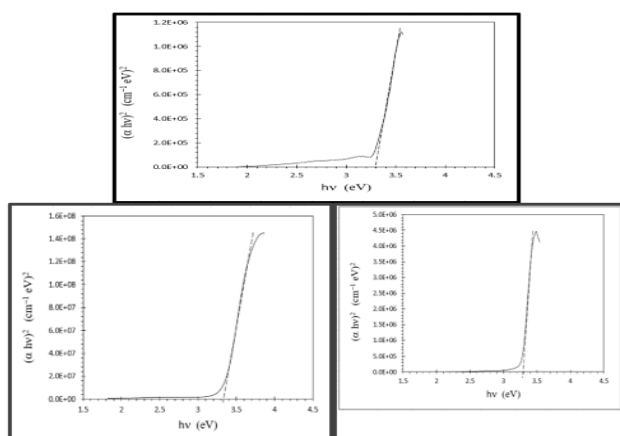 1.2E+06
1.0E+06
8.0E+05
6.0E+05
4.0E+05
2.0E+05
0.0E+00
(α hν)² (cm⁻¹ eV)²
1.5 2 2.5 3 3.5 4 4.5
hν (eV)
1.6E+08
1.4E+08
1.2E+08
1.0E+08
8.0E+07
6.0E+07
4.0E+07
2.0E+07
0.0E+00
(α hν)² (cm⁻¹ eV)²
1.5 2.5 3.5 4.5
hν (eV)
5.0E+06
4.5E+06
4.0E+06
3.5E+06
3.0E+06
2.5E+06
2.0E+06
1.5E+06
1.0E+06
5.0E+05
0.0E+00
(α hν)² (cm⁻¹ eV)²
1.5 2.5 3.5 4.5
hν (eV)